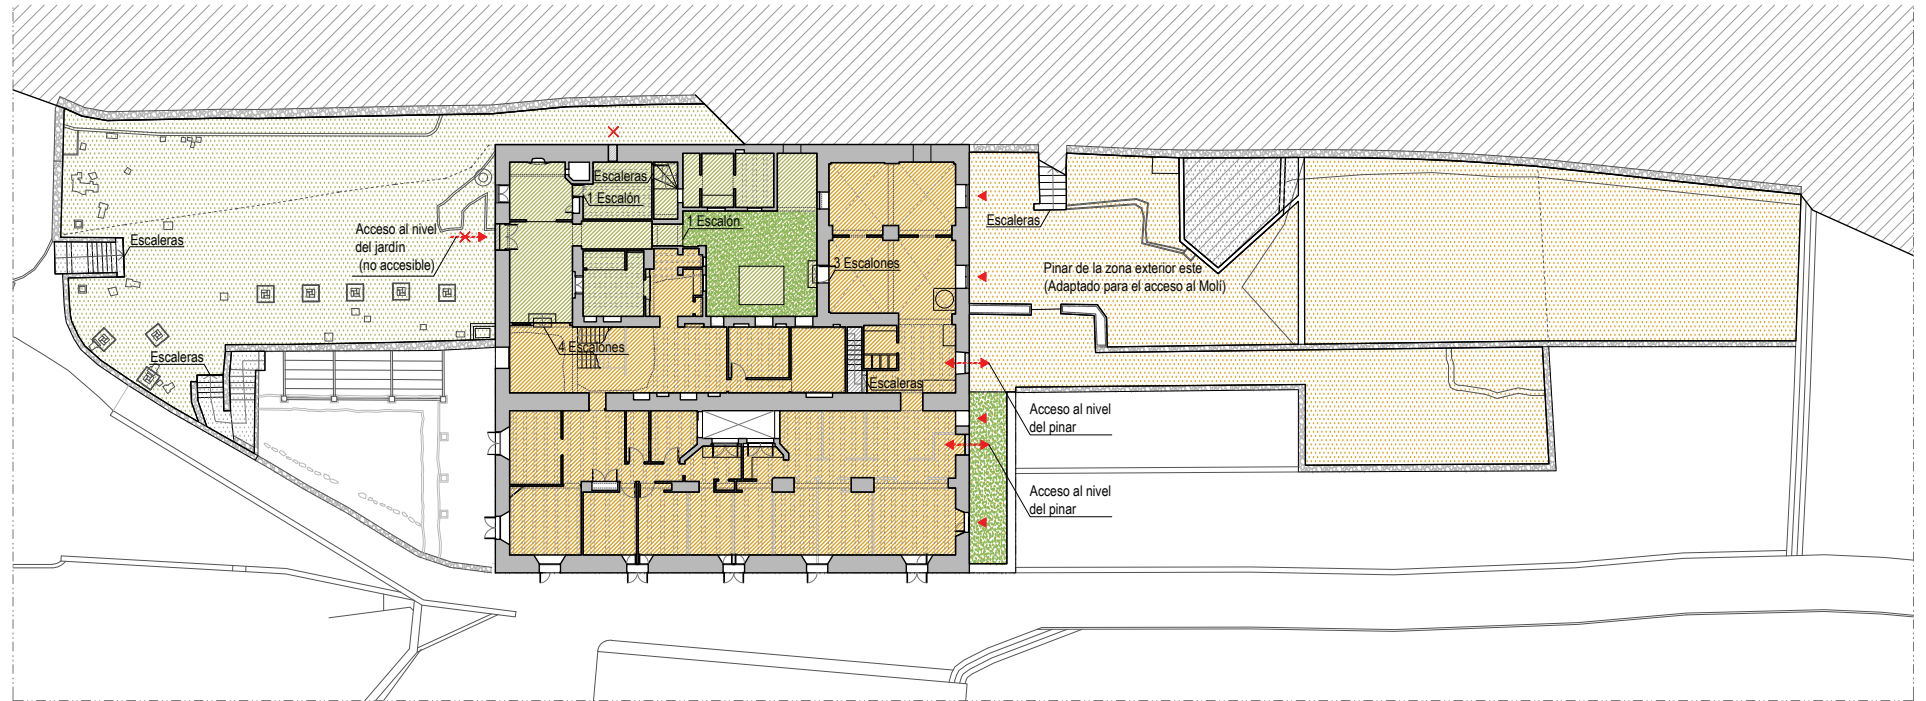 Escaleras
1 Escalón
1 Escalón
Escaleras
Acceso al nivel
del jardín
(no accesible)
Escaleras
3 Escalones
Pinar de la zona exterior este
(Adaptado para el acceso al Molí)
4 Escalones
Escaleras
Escaleras
Acceso al nivel
del pinar
Acceso al nivel
del pinar